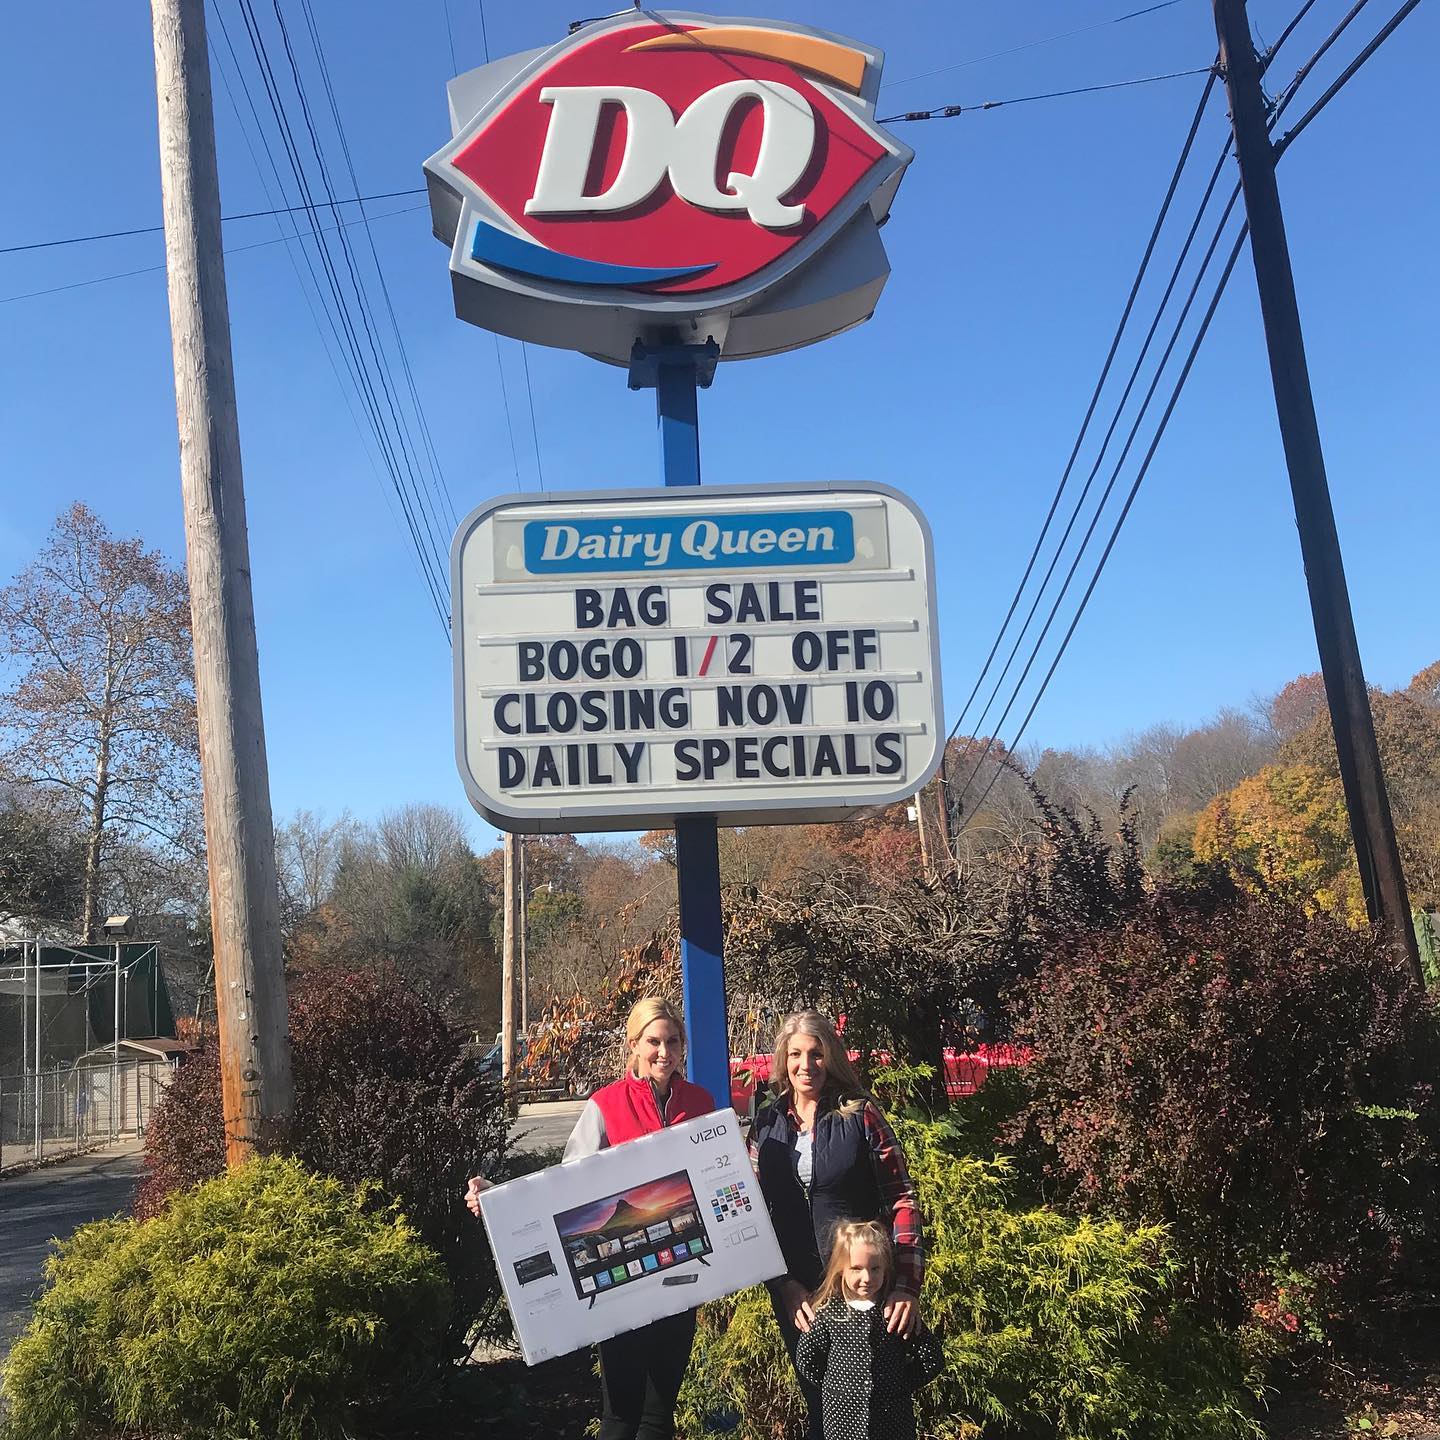 DQ
Dairy Queen
BAG SALE
BOGO 1/2 OFF
CLOSING NOV 10
DAILY SPECIALS
VIZIO
32